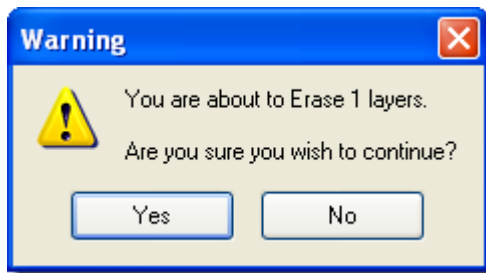 Warning
You are about to Erase 1 layers.
Are you sure you wish to continue?
Yes No